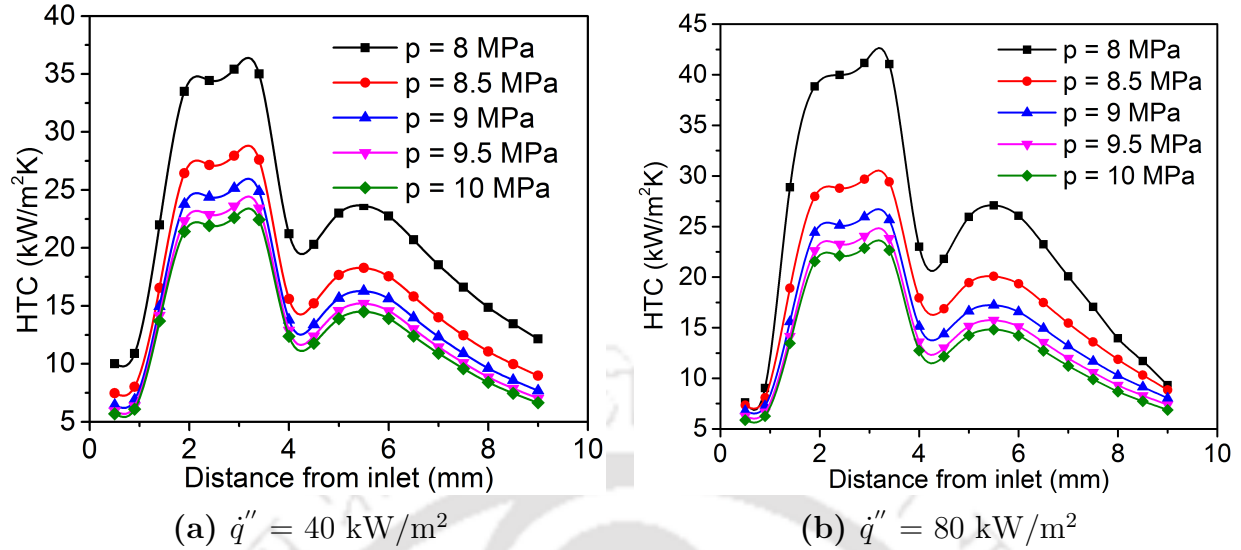 40
35
30
25
20
15
10
5
HTC (kW/m²K)
p = 8 MPa
p = 8.5 MPa
p = 9 MPa
p = 9.5 MPa
p = 10 MPa
0 2 4 6 8 10
Distance from inlet (mm)
(a) q̇″ = 40 kW/m²
45
40
35
30
25
20
15
10
5
HTC (kW/m²K)
p = 8 MPa
p = 8.5 MPa
p = 9 MPa
p = 9.5 MPa
p = 10 MPa
0 2 4 6 8 10
Distance from inlet (mm)
(b) q̇″ = 80 kW/m²